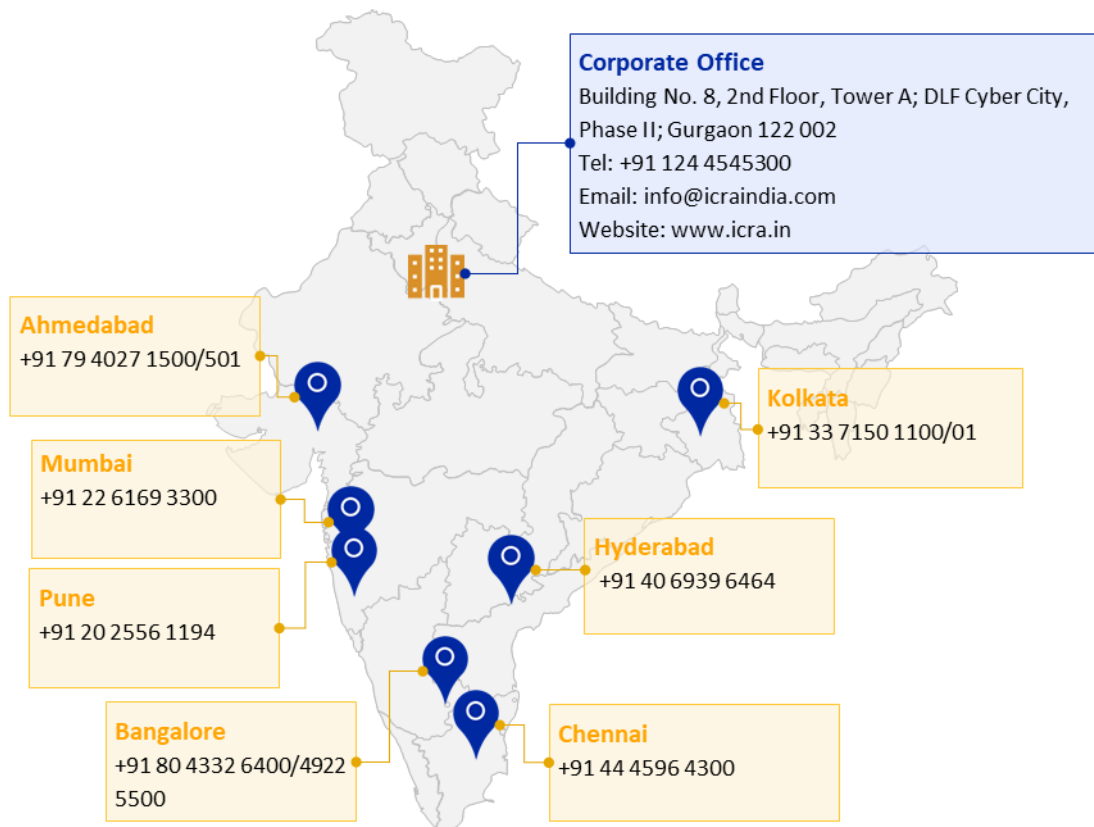 Corporate Office
Building No. 8, 2nd Floor, Tower A; DLF Cyber City,
Phase II; Gurgaon 122 002
Tel: +91 124 4545300
Email: info@icraindia.com
Website: www.icra.in
Ahmedabad
+91 79 4027 1500/501
Kolkata
+91 33 7150 1100/01
Mumbai
+91 22 6169 3300
Hyderabad
+91 40 6939 6464
Pune
+91 20 2556 1194
Bangalore
+91 80 4332 6400/4922
5500
Chennai
+91 44 4596 4300